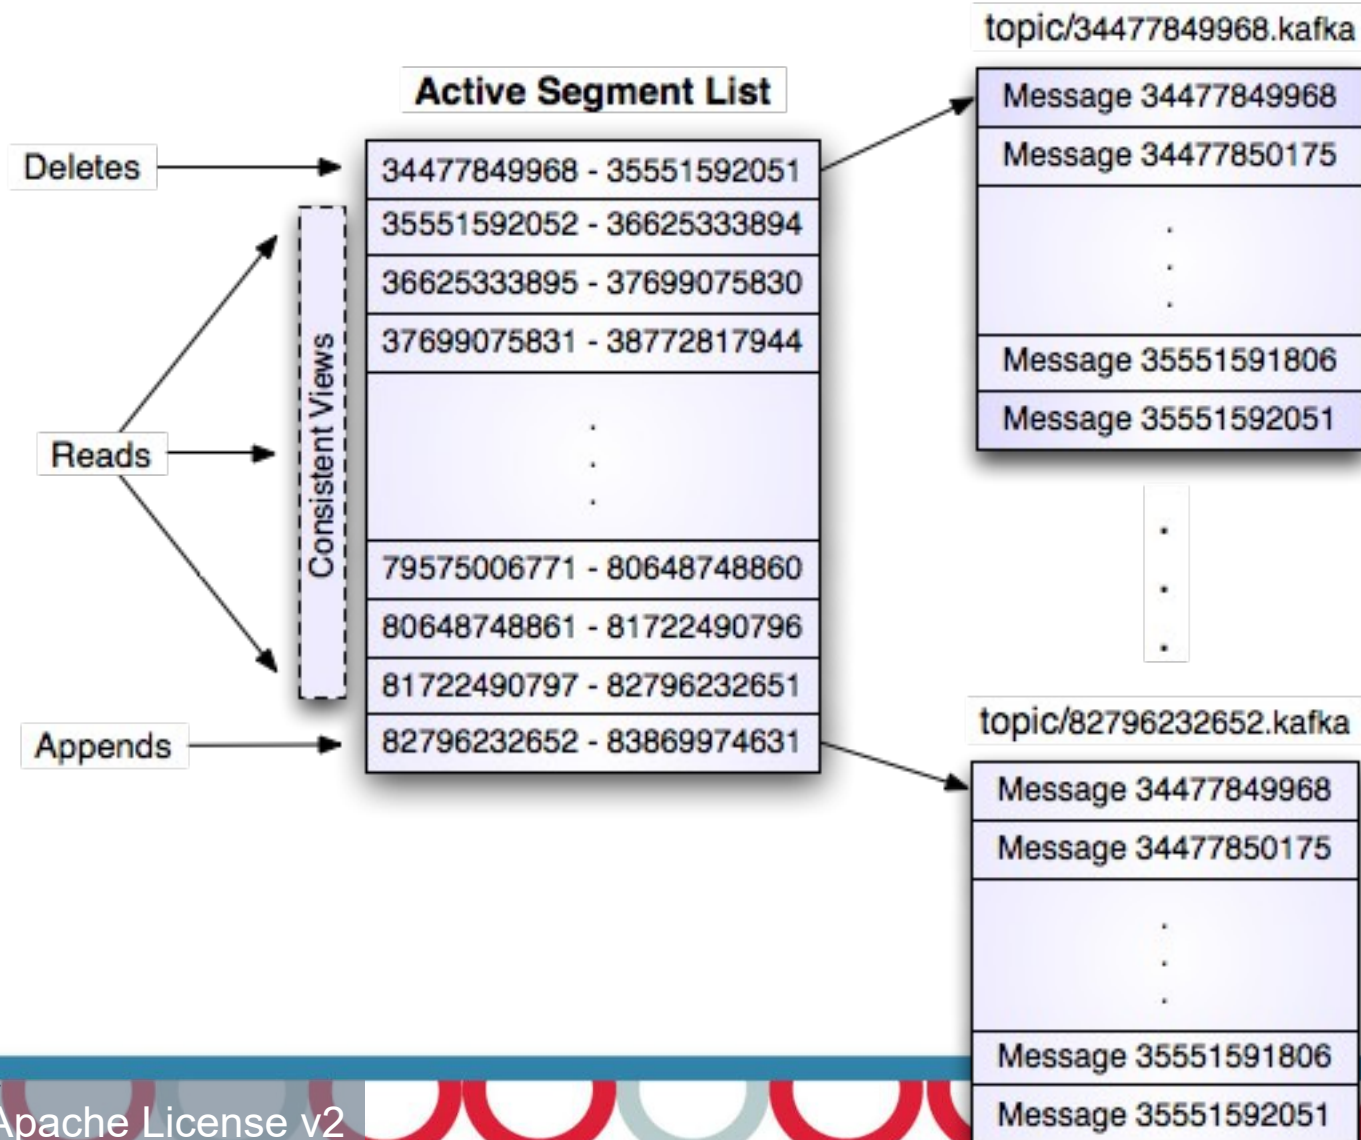 topic/34477849968.kafka
Active Segment List
Message 34477849968
Message 34477850175
.
.
.
Message 35551591806
Message 35551592051
Deletes
Reads
Appends
Consistent Views
34477849968 - 35551592051
35551592052 - 36625333894
36625333895 - 37699075830
37699075831 - 38772817944
.
.
.
79575006771 - 80648748860
80648748861 - 81722490796
81722490797 - 82796232651
82796232652 - 83869974631
.
.
.
topic/82796232652.kafka
Message 34477849968
Message 34477850175
.
.
.
Message 35551591806
Message 35551592051
Apache License v2